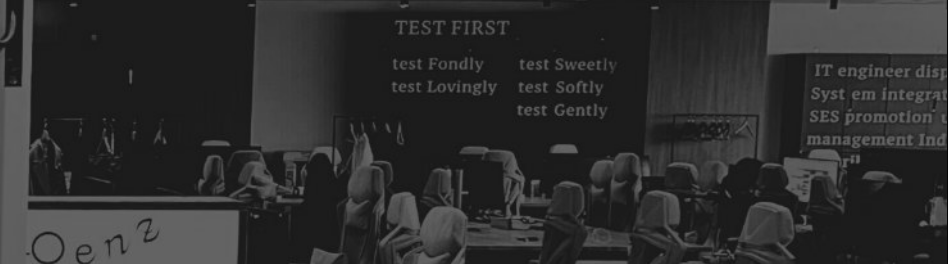 TEST FIRST
test Fondly
test Lovingly
test Sweetly
test Softly
test Gently
IT engineer disp
Syst em integrat
SES promotion
management Ind
oenz